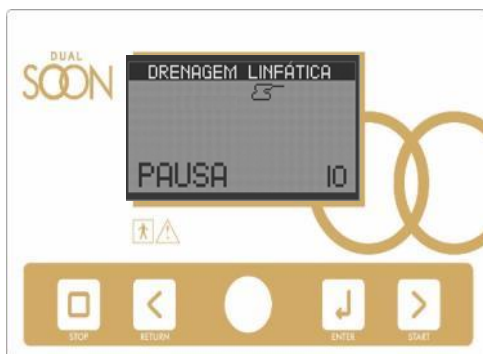 DUAL
SOON
DRENAGEM LINFÁTICA
PAUSA 10
STOP
RETURN
ENTER
START